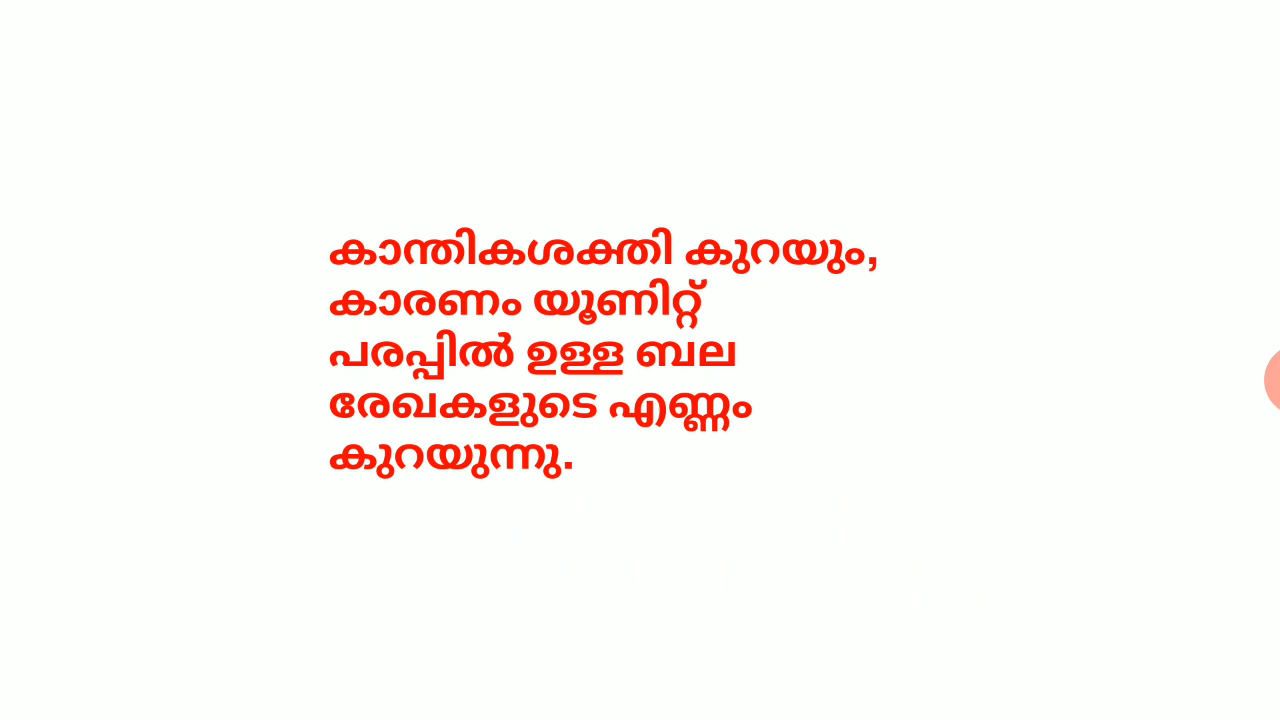 കാന്തികശക്തി കുറയും,
കാരണം യൂണിറ്റ്
പരപ്പിൽ ഉള്ള ബല
രേഖകളുടെ എണ്ണം
കുറയുന്നു.